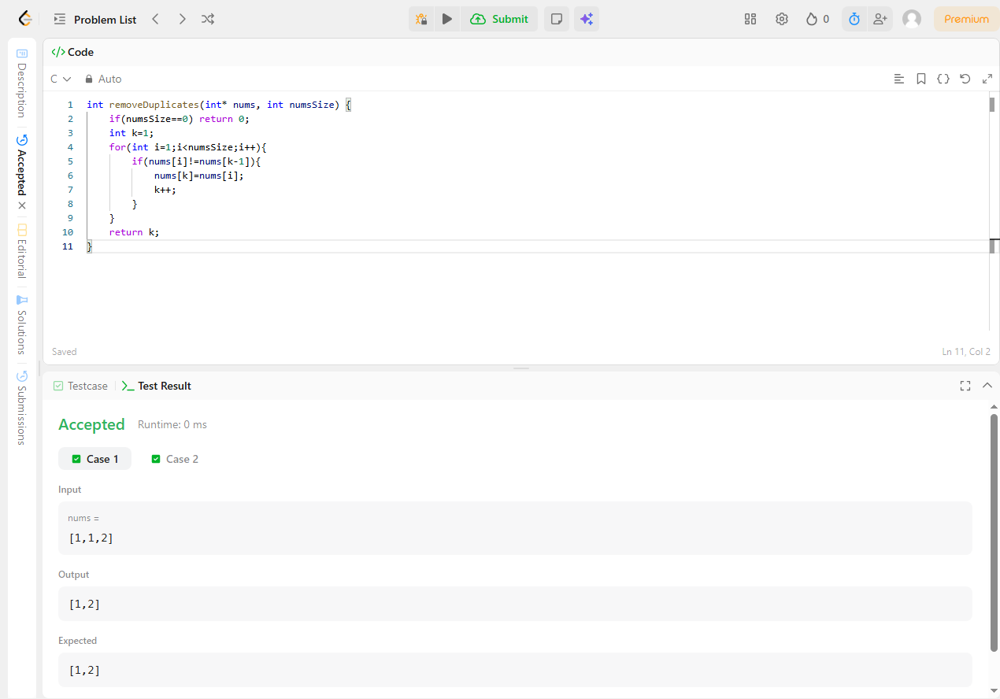 Problem List
Submit
0
Premium
Description
Accepted
Editorial
Solutions
Submissions
</> Code
C
Auto
1 int removeDuplicates(int* nums, int numsSize) {
2     if(numsSize==0) return 0;
3     int k=1;
4     for(int i=1;i<numsSize;i++){
5         if(nums[i]!=nums[k-1]){
6             nums[k]=nums[i];
7             k++;
8         }
9     }
10     return k;
11 }
Saved
Ln 11, Col 2
Testcase
Test Result
Accepted Runtime: 0 ms
Case 1 Case 2
Input
nums =
[1,1,2]
Output
[1,2]
Expected
[1,2]